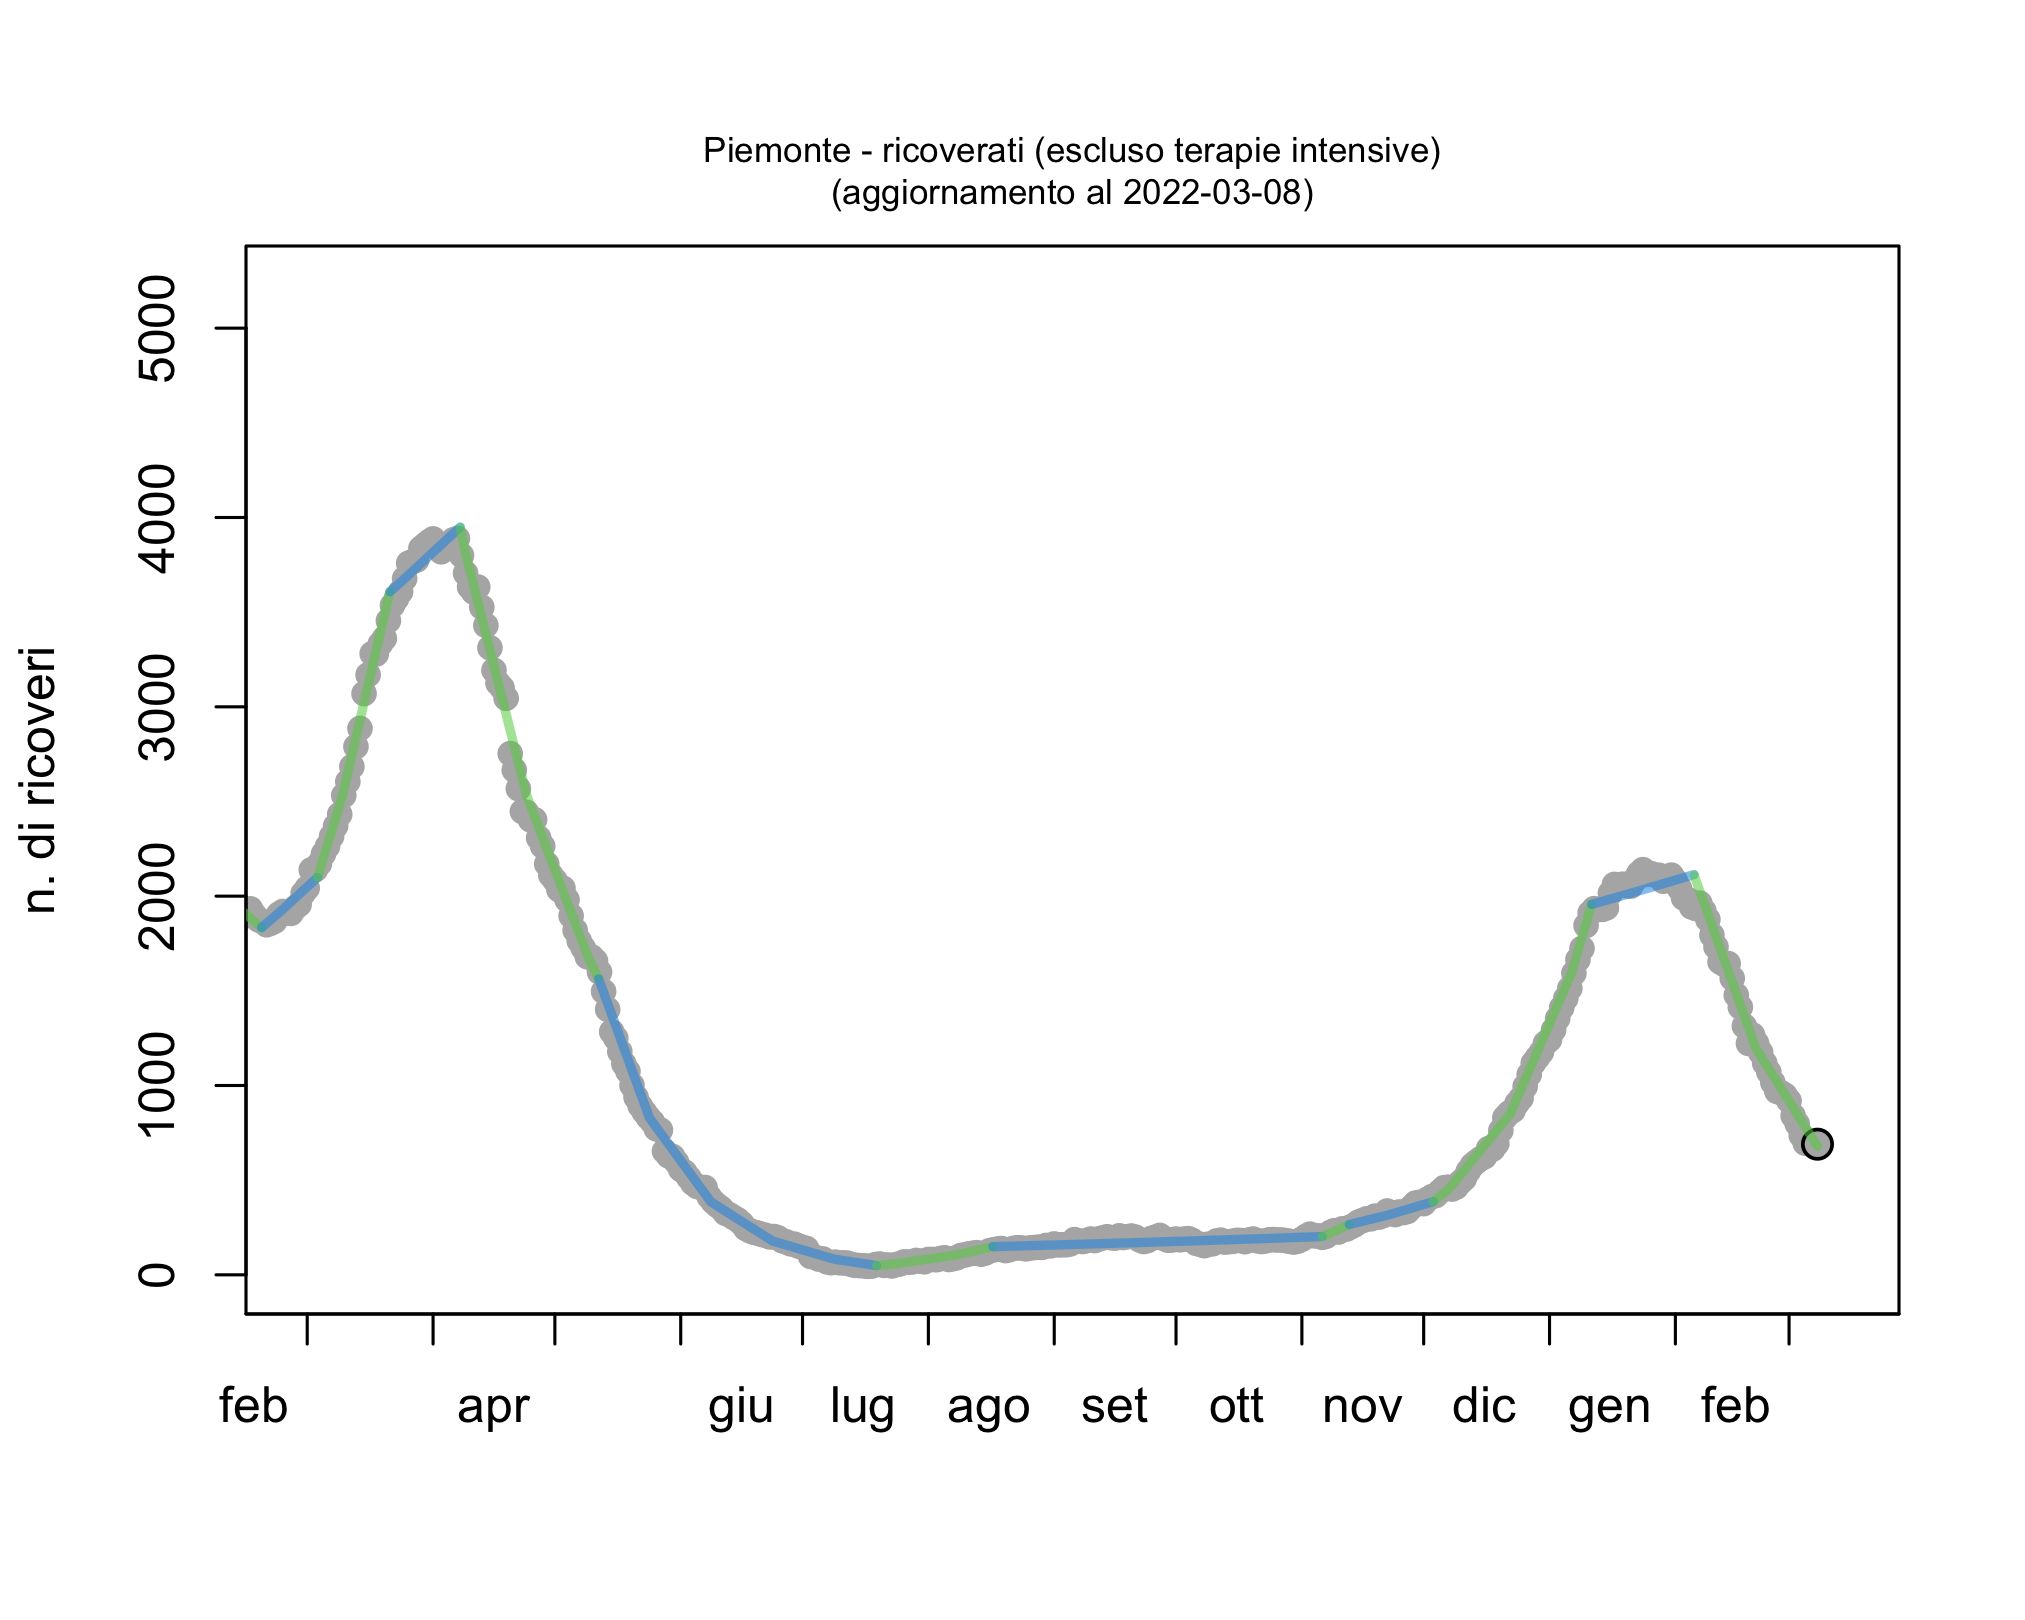 Piemonte - ricoverati (escluso terapie intensive)
(aggiornamento al 2022-03-08)
n. di ricoveri
5000
4000
3000
2000
1000
0
feb apr giu lug ago set ott nov dic gen feb